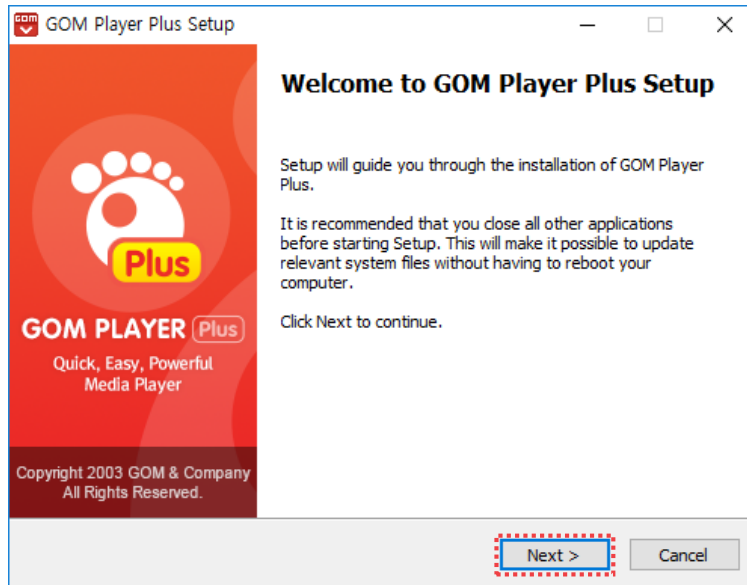 GOM GOM Player Plus Setup
Welcome to GOM Player Plus Setup
Setup will guide you through the installation of GOM Player
Plus.
It is recommended that you close all other applications
before starting Setup. This will make it possible to update
relevant system files without having to reboot your
computer.
Click Next to continue.
Plus
GOM PLAYER Plus
Quick, Easy, Powerful
Media Player
Copyright 2003 GOM & Company
All Rights Reserved.
Next >
Cancel